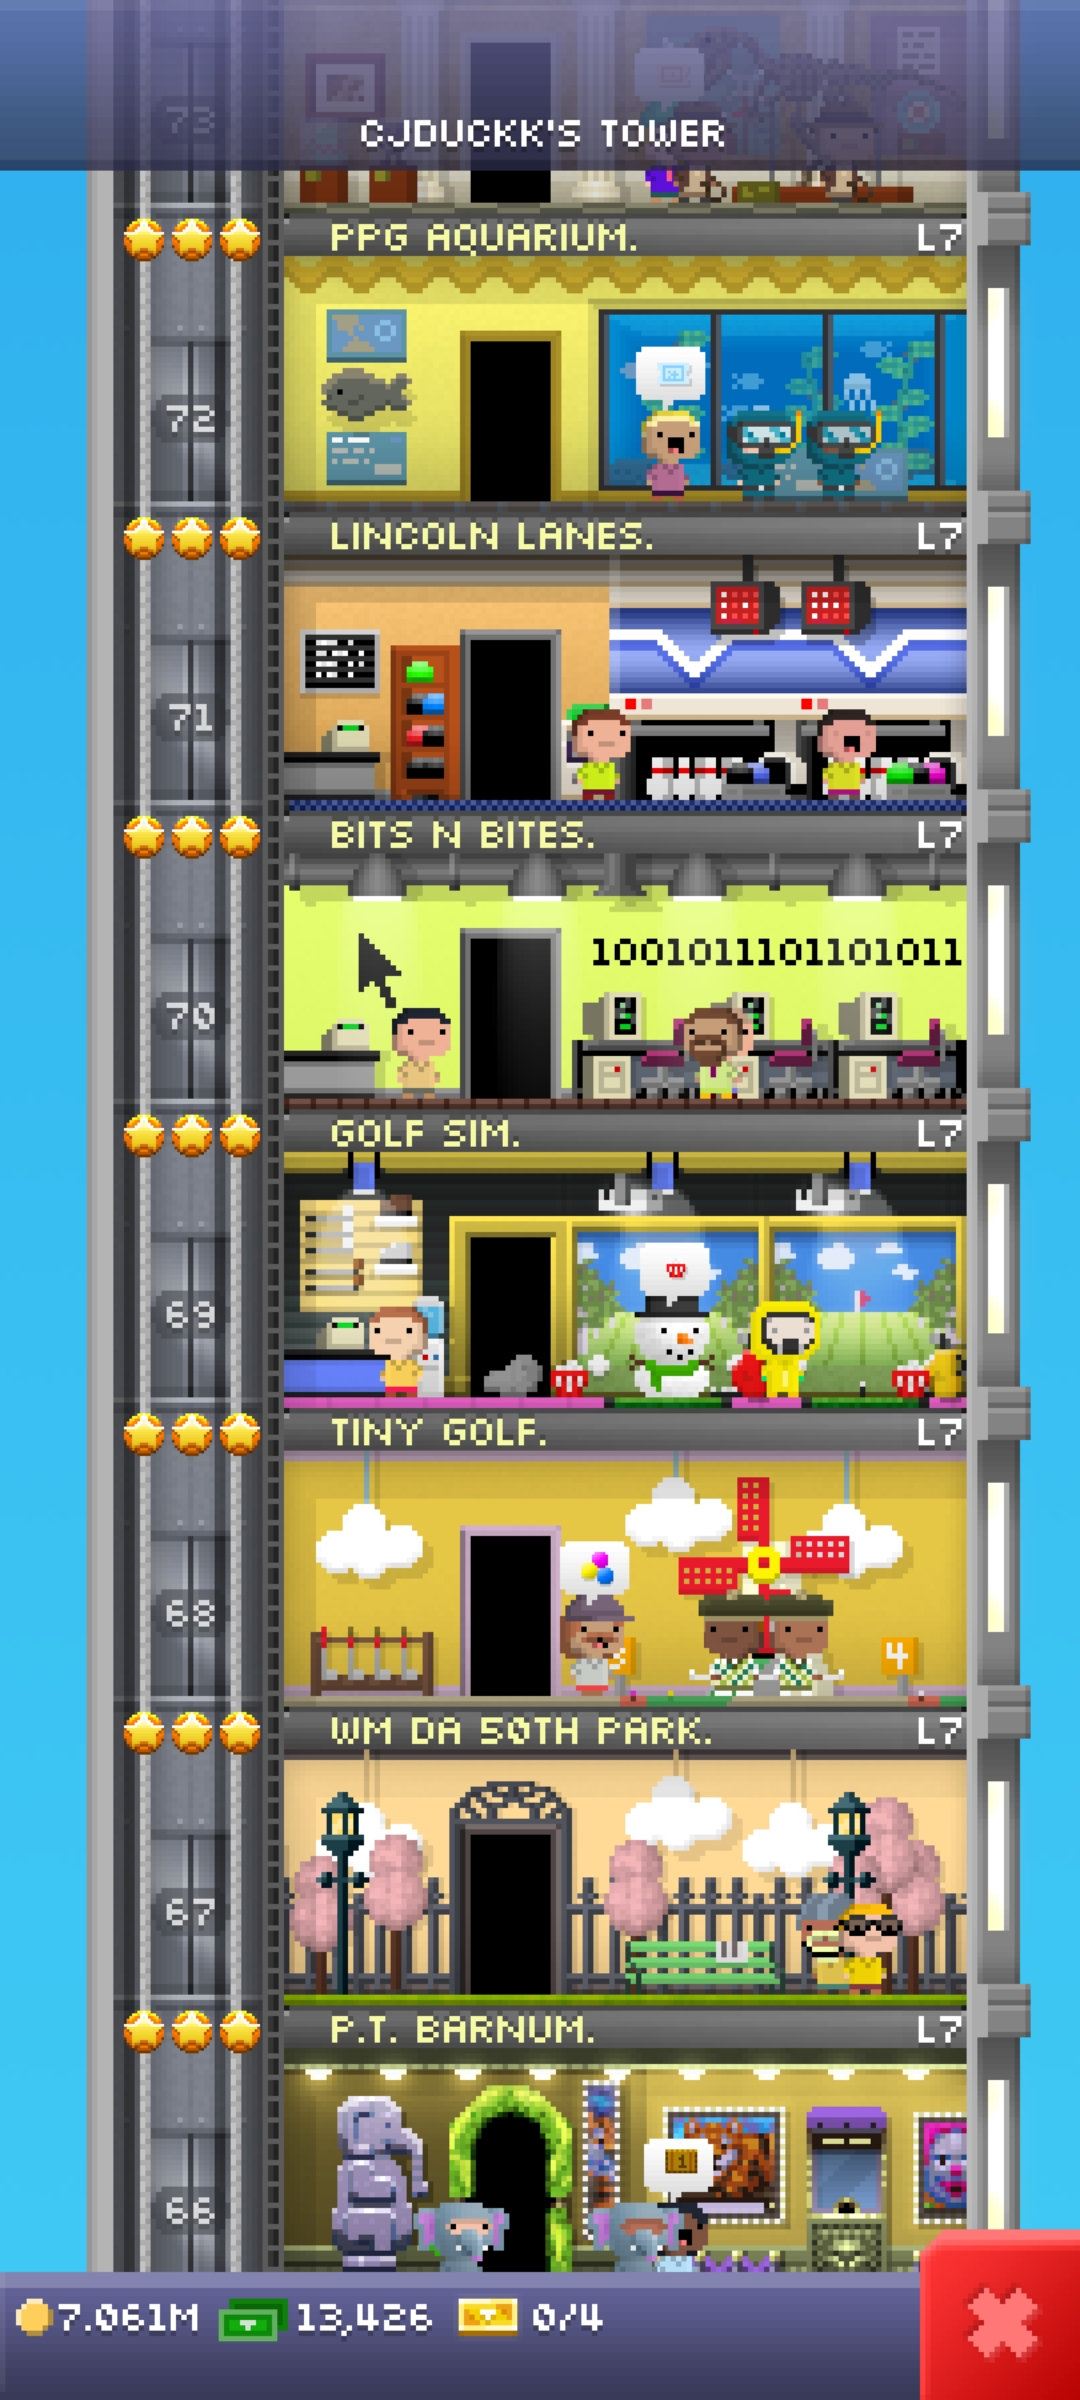 73
CJDUCKK'S TOWER
PPG AQUARIUM. L7
72
LINCOLN LANES. L7
71
BITS N BITES. L7
1001011101101011
70
GOLF SIM. L7
69
TINY GOLF. L7
68
4
WM DA 50TH PARK. L7
67
P.T. BARNUM. L7
1
66
7.061M 13,426 0/4